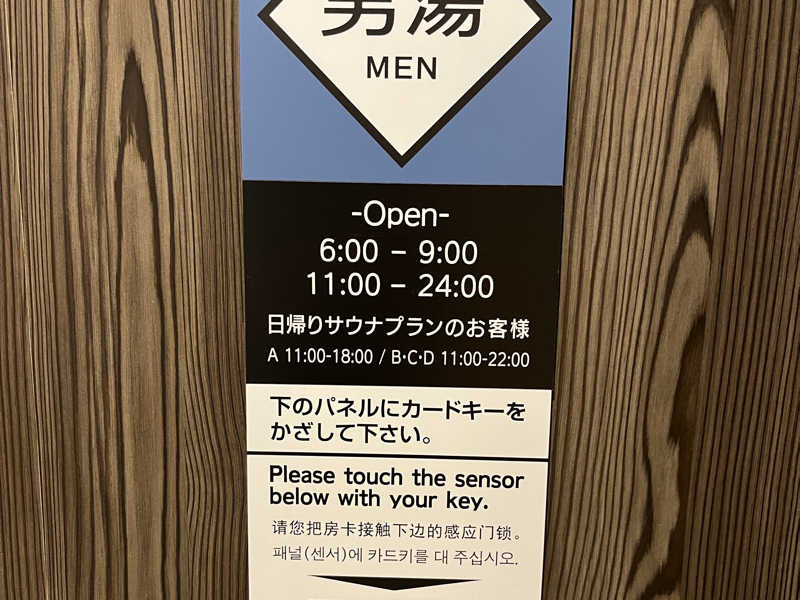 男湯
MEN
-Open-
6:00 – 9:00
11:00 – 24:00
日帰りサウナプランのお客様
A 11:00-18:00 / B・C・D 11:00-22:00
下のパネルにカードキーを
かざして下さい。
Please touch the sensor
below with your key.
请您把房卡接触下边的感应门锁。
패널(센서)에 카드키를 대 주십시오.